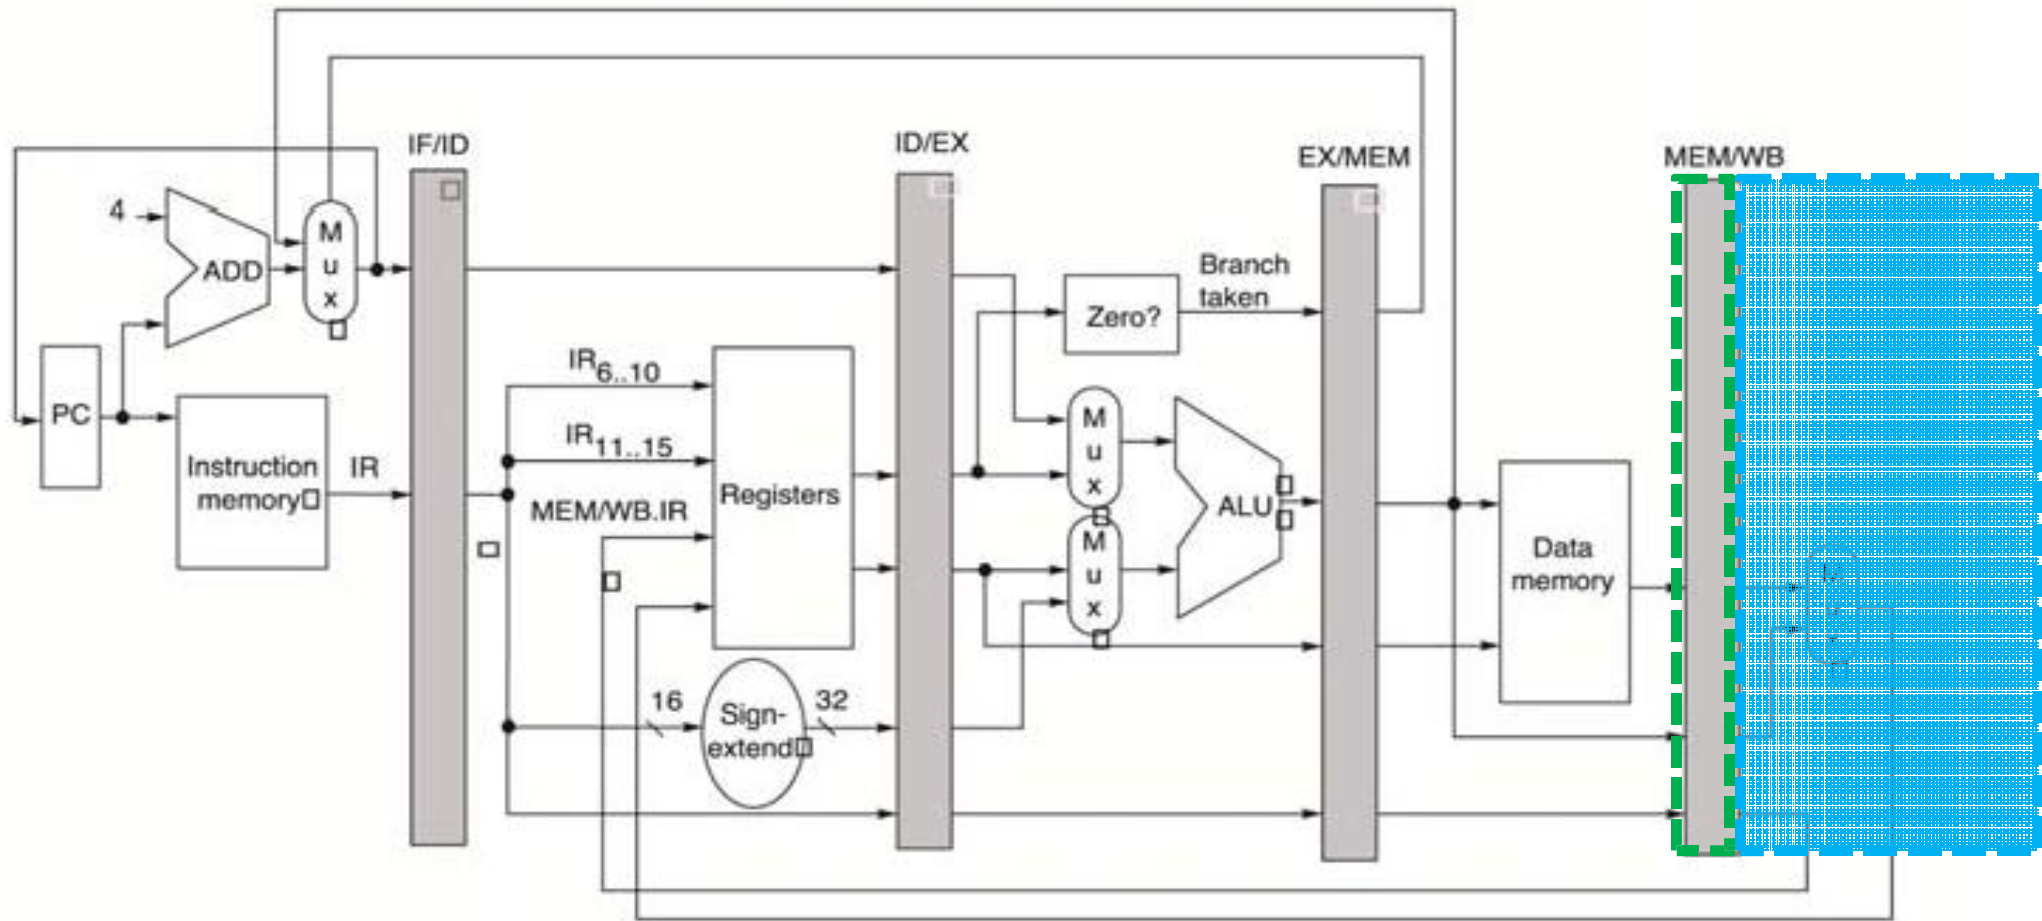 IF/ID
ID/EX
EX/MEM
MEM/WB
4
ADD
M
u
x
Branch
taken
Zero?
PC
IR6..10
IR11..15
Instruction
memory
IR
MEM/WB.IR
Registers
M
u
x
M
u
x
ALU
Data
memory
16
Sign-
extend
32